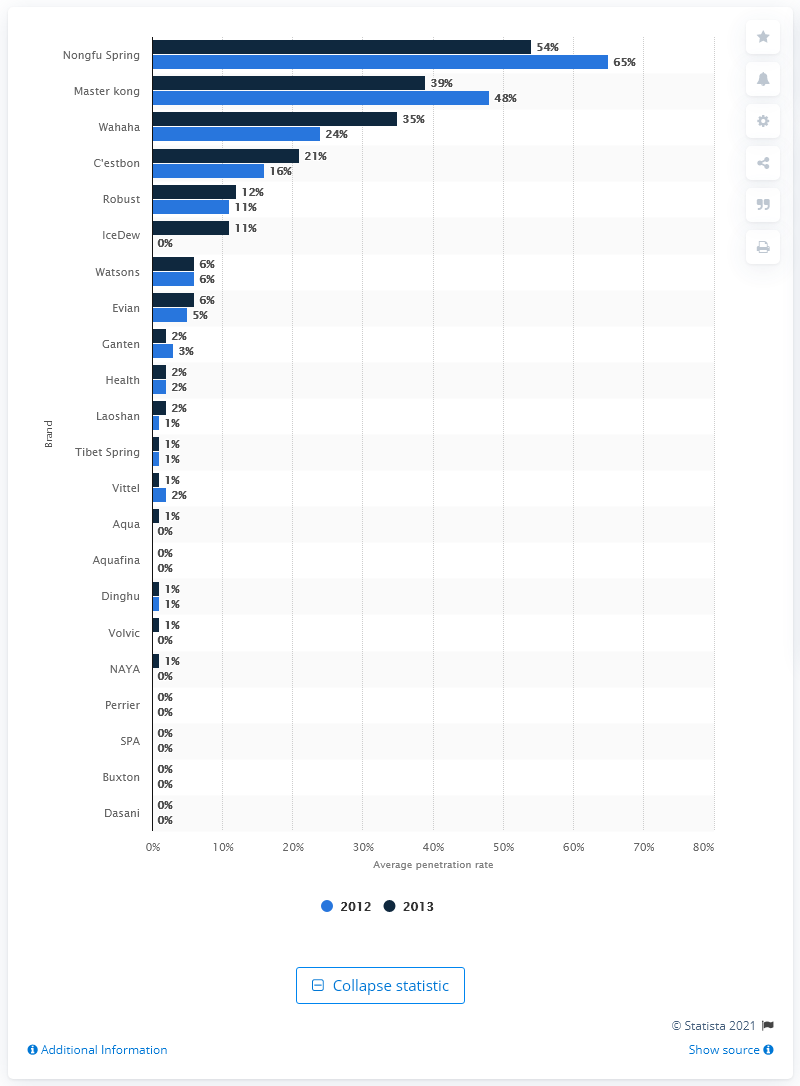 Nongfu Spring 54%
65%
Master kong 39%
48%
Wahaha 35%
24%
C'estbon 21%
16%
Robust 12%
11%
IceDew 11%
0%
Watsons 6%
6%
Evian 6%
5%
Ganten 2%
3%
Health 2%
2%
Laoshan 2%
1%
Tibet Spring 1%
1%
Vittel 1%
2%
Aqua 1%
0%
Aquafina 0%
0%
Dinghu 1%
1%
Volvic 1%
0%
NAYA 1%
0%
Perrier 0%
0%
SPA 0%
0%
Buxton 0%
0%
Dasani 0%
0%
Brand
0% 10% 20% 30% 40% 50% 60% 70% 80%
Average penetration rate
2012 2013
Collapse statistic
© Statista 2021
Additional Information Show source